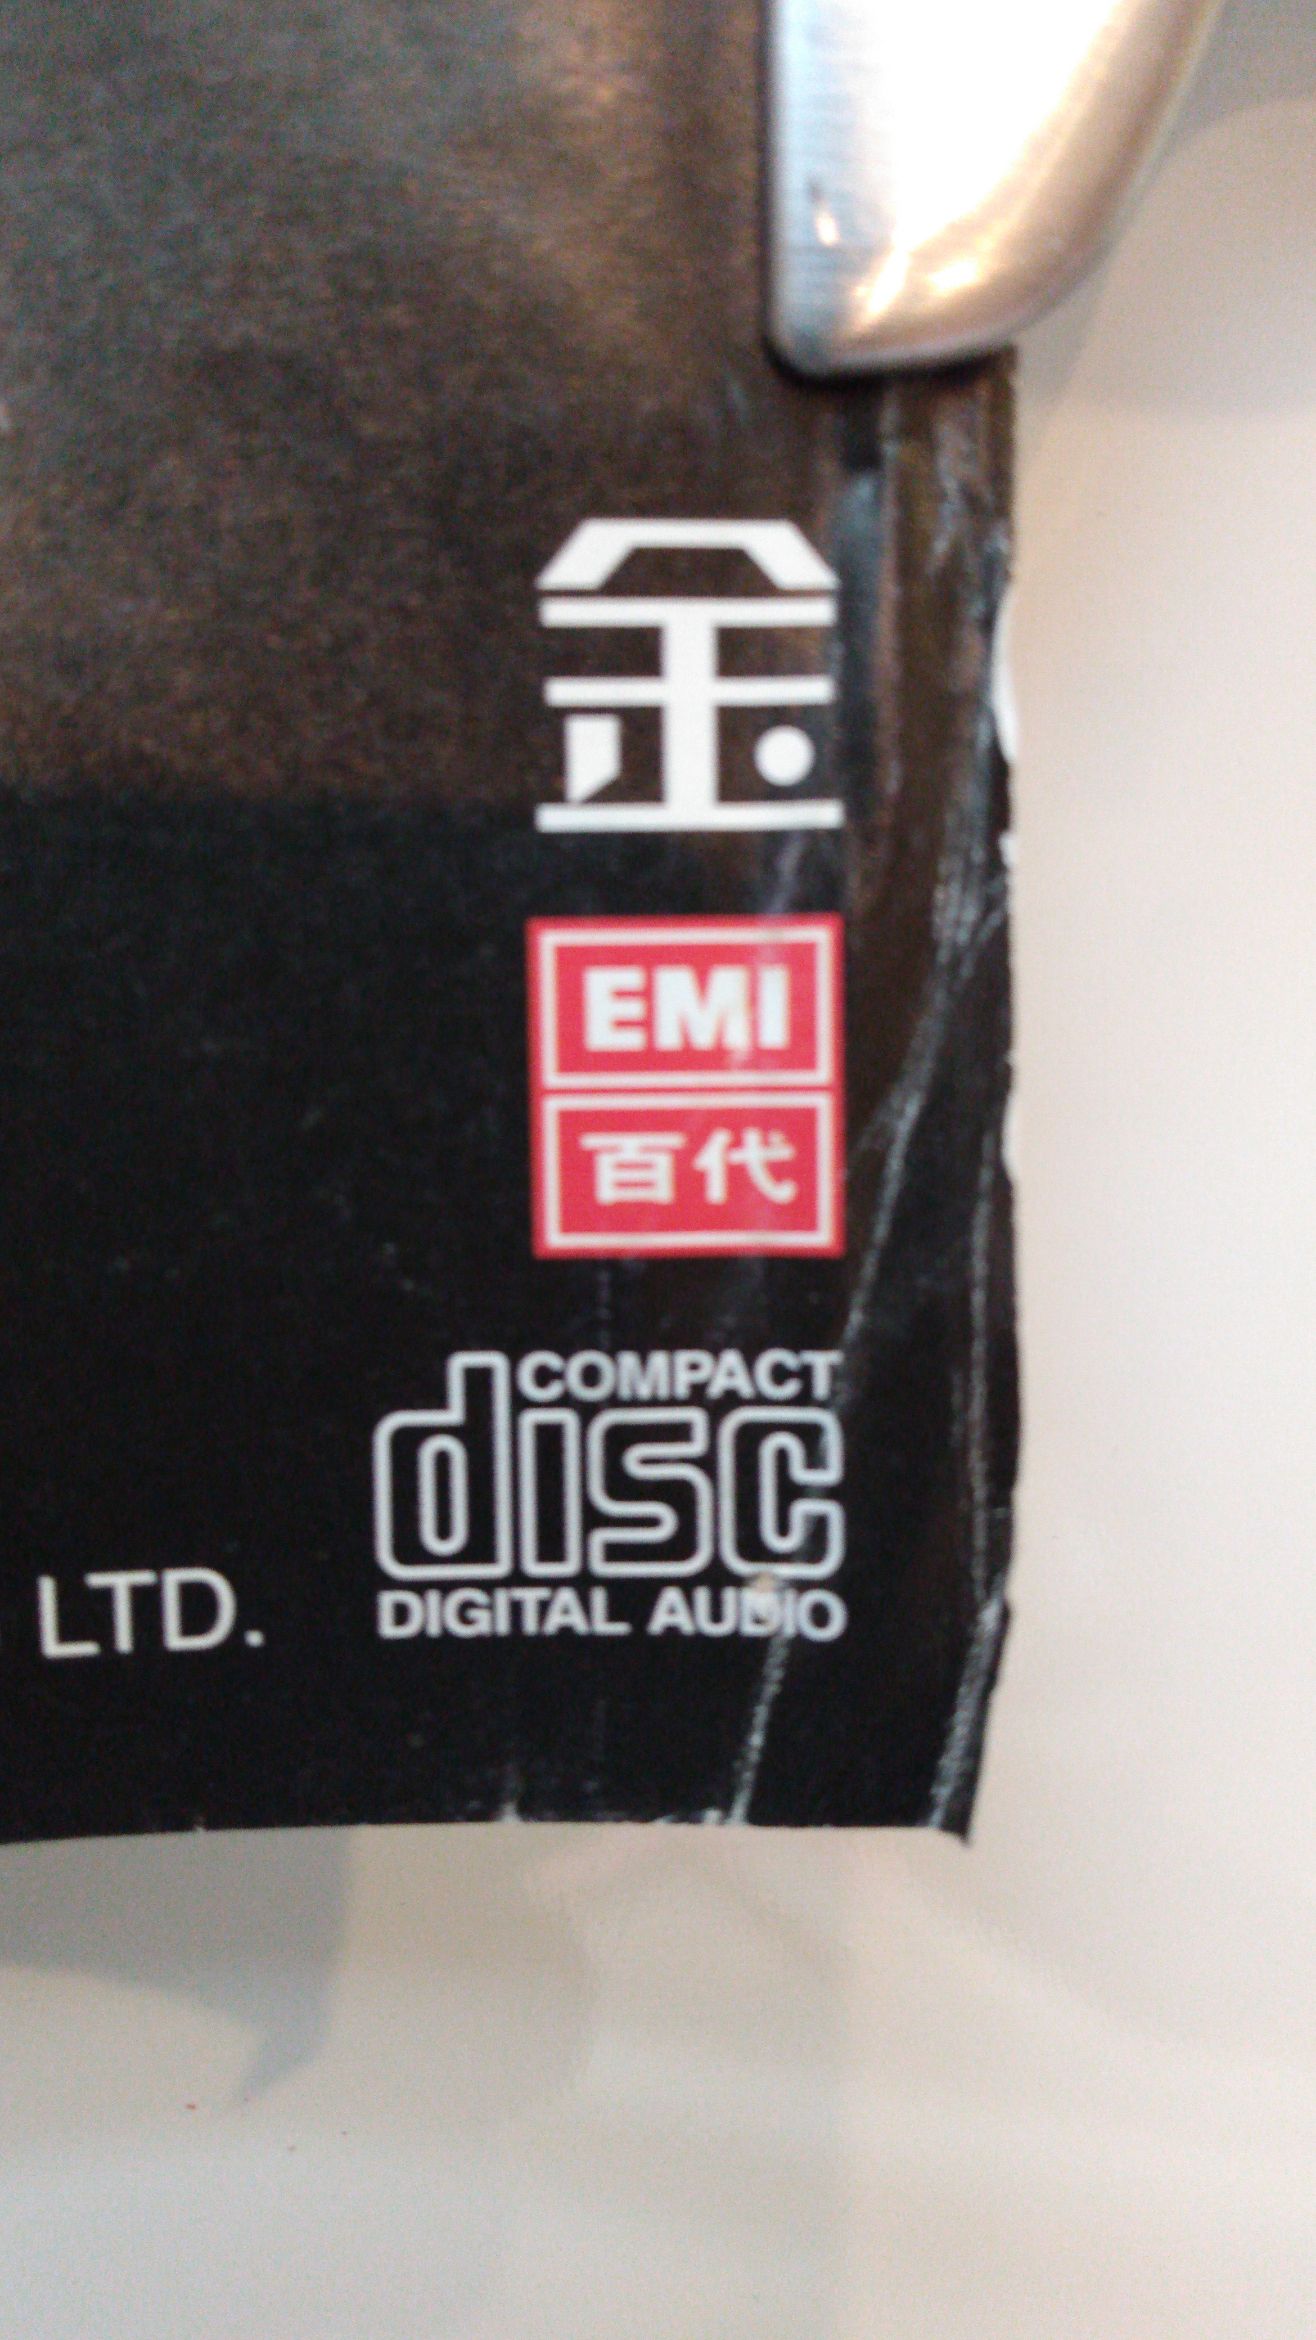 金
EMI
百代
COMPACT
disc
DIGITAL AUDIO
LTD.